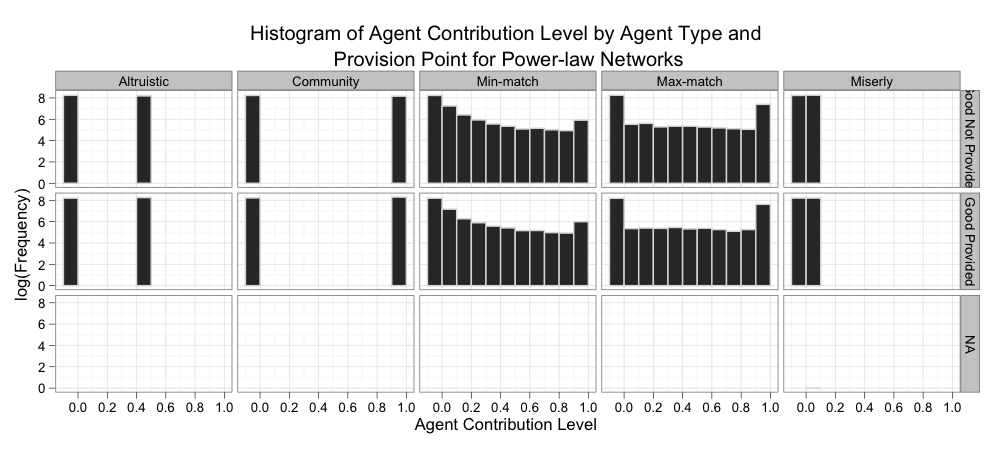 Histogram of Agent Contribution Level by Agent Type and
Provision Point for Power-law Networks
Altruistic Community Min-match Max-match Miserly
8
6
4
2
0
ood Not Provide
8
6
4
2
0
Good Provided
8
6
4
2
0
NA
log(Frequency)
0.0 0.2 0.4 0.6 0.8 1.0 0.0 0.2 0.4 0.6 0.8 1.0 0.0 0.2 0.4 0.6 0.8 1.0 0.0 0.2 0.4 0.6 0.8 1.0 0.0 0.2 0.4 0.6 0.8 1.0
Agent Contribution Level